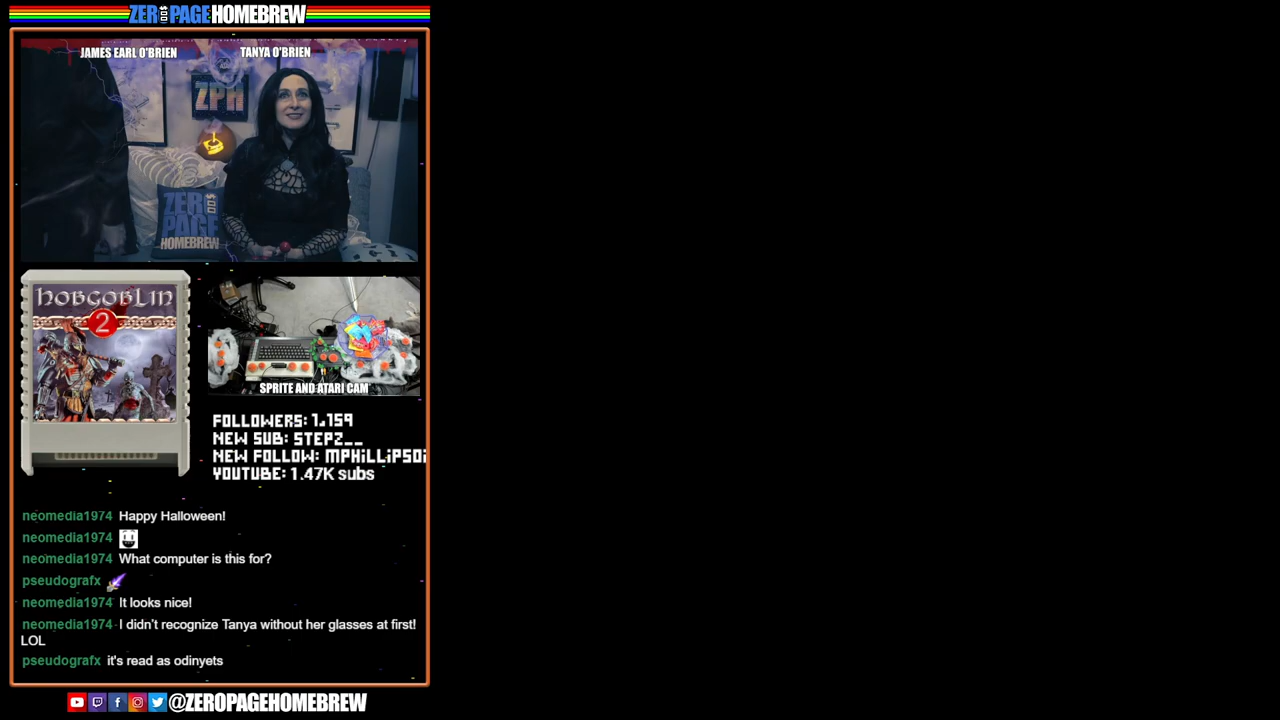 ZEROPAGEHOMEBREW
JAMES EARL O'BRIEN
TANYA O'BRIEN
ZPH
ZERO
PAGE
HOMEBREW
HOBGOBLIN
2
SPRITE AND ATARI CAM
FOLLOWERS: 1,159
NEW SUB: STEPZ__
NEW FOLLOW: MPHILLIPSO
YOUTUBE: 1.47K subs
neomedia1974 Happy Halloween!
neomedia1974
neomedia1974 What computer is this for?
pseudografx
neomedia1974 It looks nice!
neomedia1974 I didn't recognize Tanya without her glasses at first!
LOL
pseudografx it's read as odinyets
@ZEROPAGEHOMEBREW